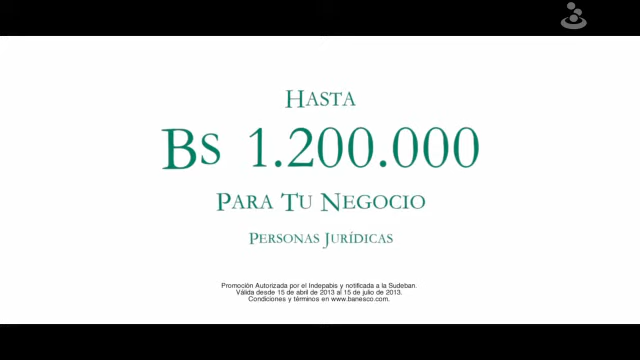 Hasta
Bs 1.200.000
Para Tu Negocio
Personas Jurídicas
Promoción Autorizada por el Indepabis y notificada a la Sudeban.
Válida desde 15 de abril de 2013 al 15 de julio de 2013.
Condiciones y términos en www.banesco.com.